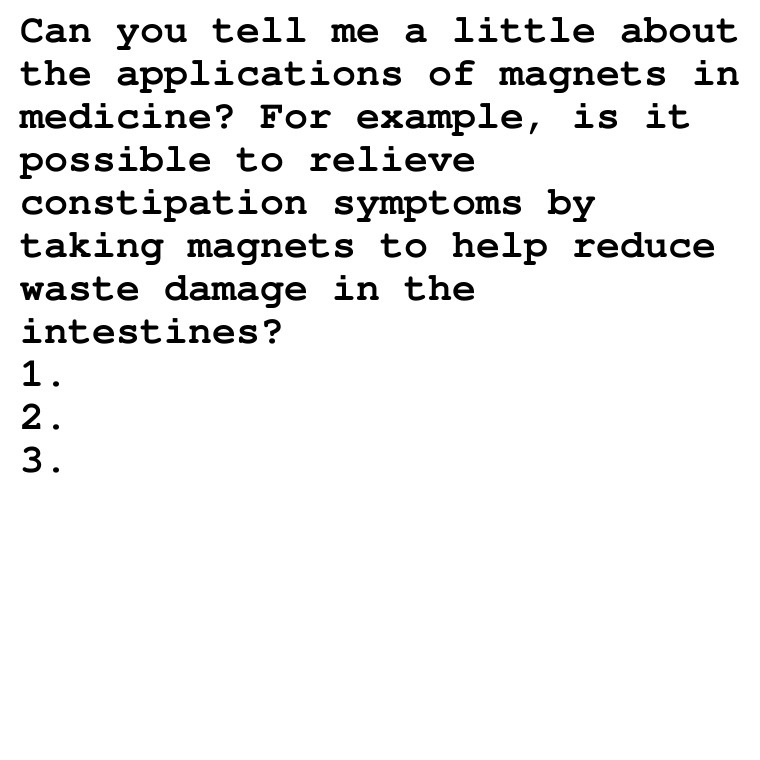 Can you tell me a little about
the applications of magnets in
medicine? For example, is it
possible to relieve
constipation symptoms by
taking magnets to help reduce
waste damage in the
intestines?
1.
2.
3.